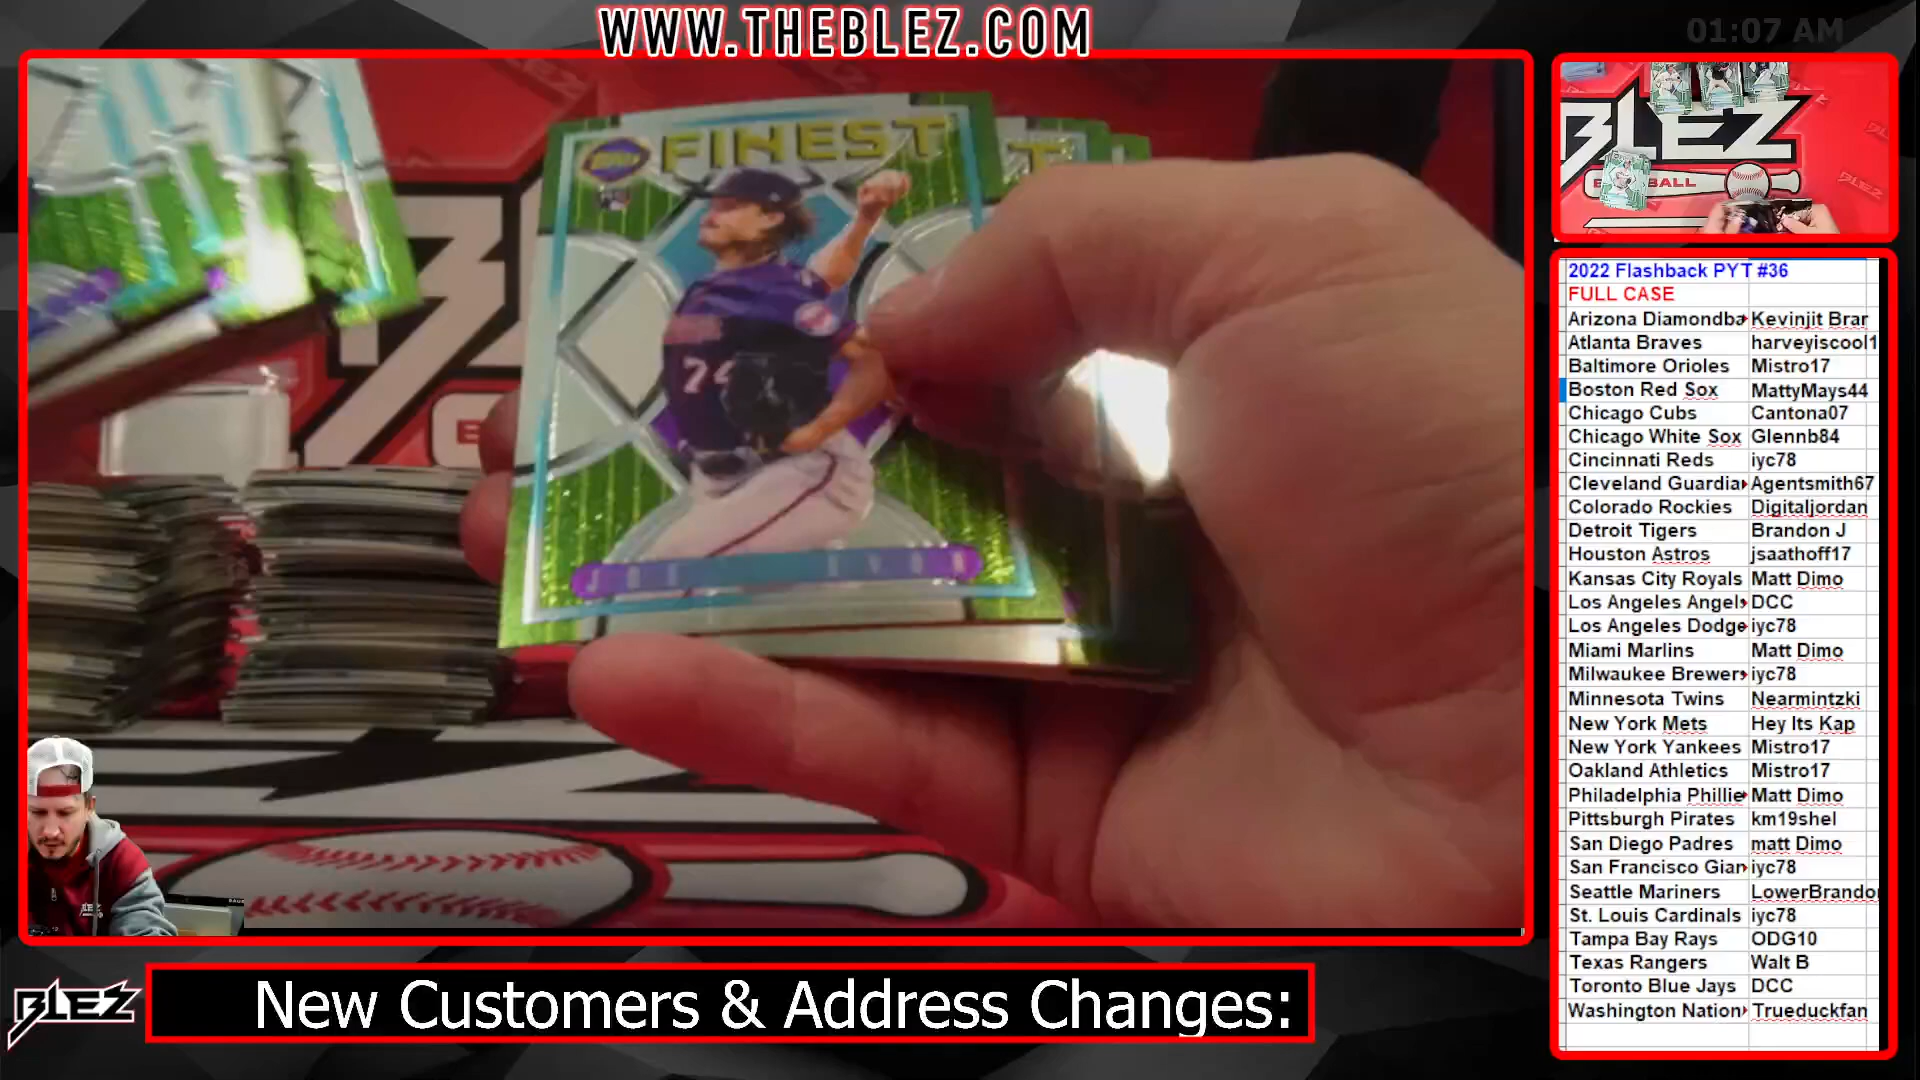 WWW.THEBLEZ.COM
01:07 AM
FINEST
74
BLEZ
BALL
2022 Flashback PYT #36
FULL CASE
Arizona Diamondba Kevinjit Brar
Atlanta Braves harveyiscool1
Baltimore Orioles Mistro17
Boston Red Sox MattyMays44
Chicago Cubs Cantona07
Chicago White Sox Glennb84
Cincinnati Reds iyc78
Cleveland Guardia Agentsmith67
Colorado Rockies Digitaljordan
Detroit Tigers Brandon J
Houston Astros jsaathoff17
Kansas City Royals Matt Dimo
Los Angeles Angel DCC
Los Angeles Dodge iyc78
Miami Marlins Matt Dimo
Milwaukee Brewer iyc78
Minnesota Twins Nearmintzki
New York Mets Hey Its Kap
New York Yankees Mistro17
Oakland Athletics Mistro17
Philadelphia Phillie Matt Dimo
Pittsburgh Pirates km19shel
San Diego Padres matt Dimo
San Francisco Gian iyc78
Seattle Mariners LowerBrandon
St. Louis Cardinals iyc78
Tampa Bay Rays ODG10
Texas Rangers Walt B
Toronto Blue Jays DCC
Washington Nation Trueduckfan
BLEZ
New Customers & Address Changes: